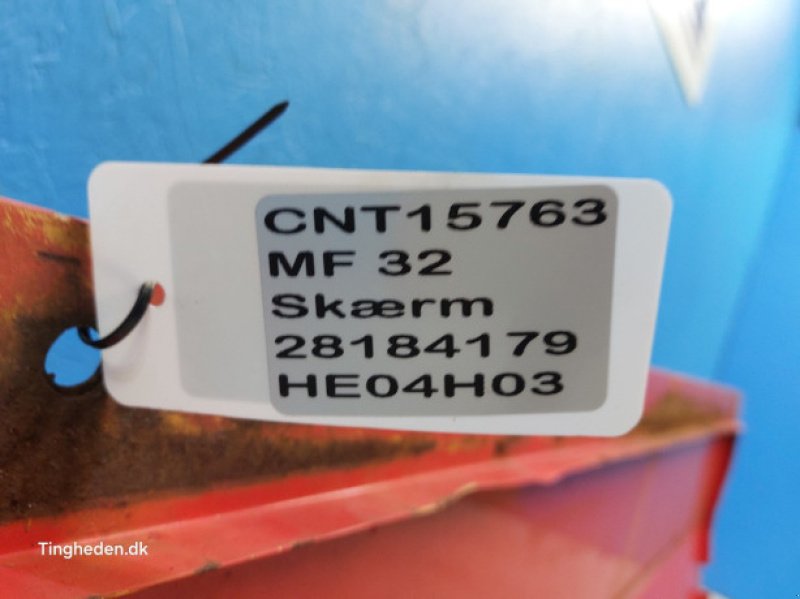 CNT15763
MF 32
Skærm
28184179
HE04H03
Tingheden.dk